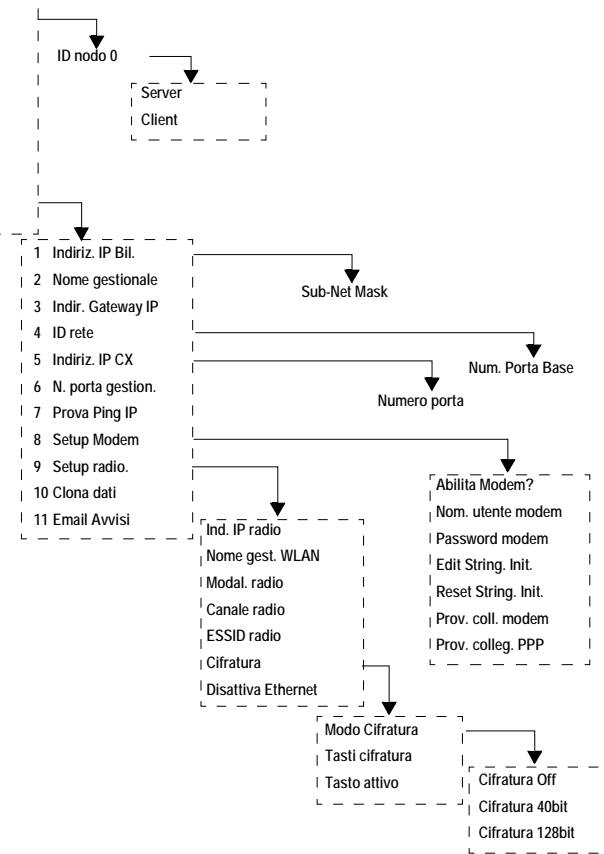 ID nodo 0
Server
Client
1 Indiriz. IP Bil.
2 Nome gestionale
3 Indir. Gateway IP
4 ID rete
5 Indiriz. IP CX
6 N. porta gestion.
7 Prova Ping IP
8 Setup Modem
9 Setup radio.
10 Clona dati
11 Email Avvisi
Sub-Net Mask
Num. Porta Base
Numero porta
Abilita Modem?
Nom. utente modem
Password modem
Edit String. Init.
Reset String. Init.
Prov. coll. modem
Prov. colleg. PPP
Ind. IP radio
Nome gest. WLAN
Modal. radio
Canale radio
ESSID radio
Cifratura
Disattiva Ethernet
Modo Cifratura
Tasti cifratura
Tasto attivo
Cifratura Off
Cifratura 40bit
Cifratura 128bit